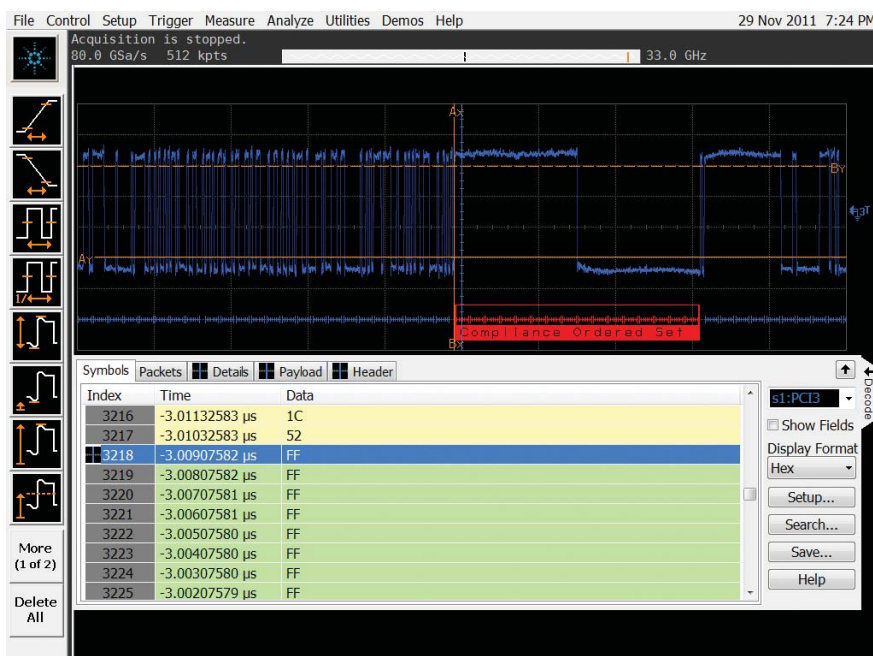 File Control Setup Trigger Measure Analyze Utilities Demos Help 29 Nov 2011 7:24 PM
Acquisition is stopped.
80.0 GSa/s 512 kpts 33.0 GHz
Ax
By
3T
Ay
1/
Compliance Ordered Set
Bx
Symbols Packets Details Payload Header
Decode
Index Time Data
s1:PCI3
3216 -3.01132583 µs 1C
Show Fields
3217 -3.01032583 µs 52
Display Format
3218 -3.00907582 µs FF
Hex
3219 -3.00807582 µs FF
3220 -3.00707581 µs FF
Setup...
3221 -3.00607581 µs FF
Search...
3222 -3.00507580 µs FF
3223 -3.00407580 µs FF
Save...
3224 -3.00307580 µs FF
Help
3225 -3.00207579 µs FF
More
(1 of 2)
Delete
All